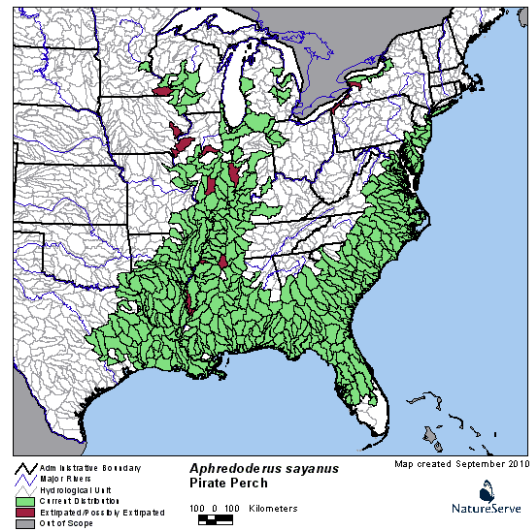 Administrative Boundary
Major Rivers
Hydrological Unit
Current Distribution
Extirpated/Possibly Extirpated
Out of Scope
Aphredoderus sayanus
Pirate Perch
100 0 100 Kilometers
Map created September 2010
NatureServe